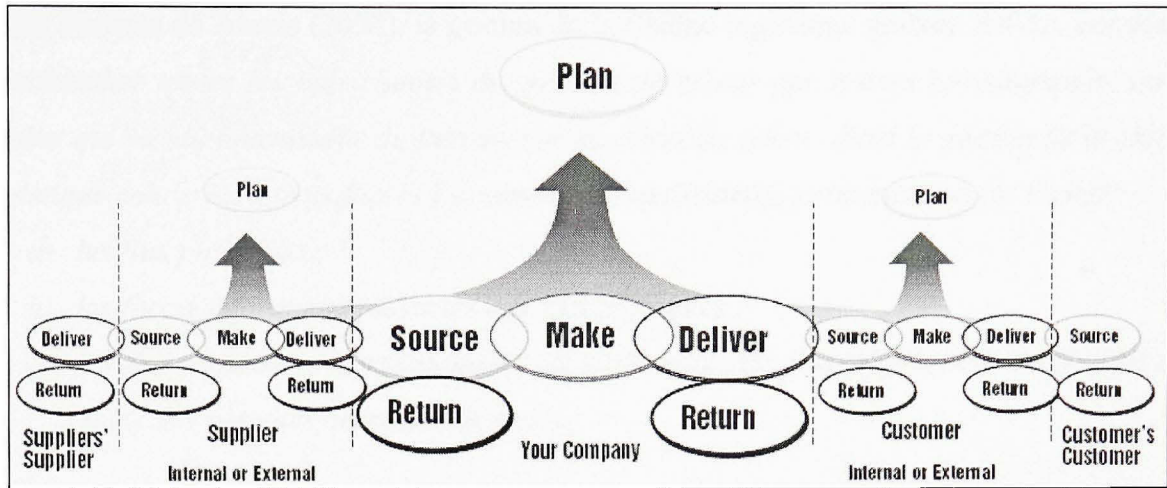 Plan
Plan
Plan
Deliver Source Make Deliver Source Make Deliver Source Make Deliver Source
Return Return Return Return Return Return Return Return
Suppliers' Supplier Your Company Customer Customer's
Supplier Customer
Internal or External Internal or External